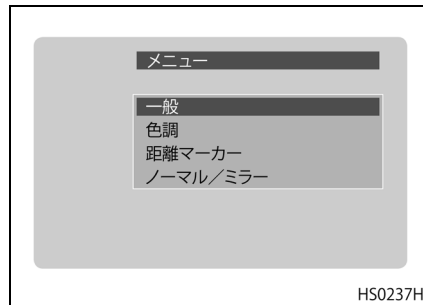 メニュー
一般
色調
距離マーカー
ノーマル／ミラー
HS0237H